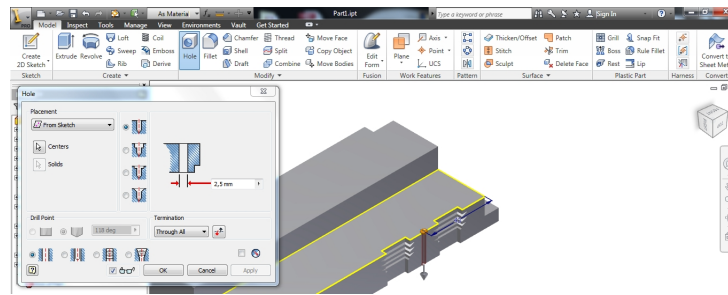 As Materia
Part1.ipt
Type a keyword or phrase
Sign In
Model Inspect Tools Manage View Environments Vault Get Started
Create 2D Sketch
Extrude Revolve
Loft
Sweep
Rib
Coil
Emboss
Derive
Hole
Fillet
Chamfer
Shell
Draft
Thread
Split
Combine
Move Face
Copy Object
Move Bodies
Edit Form
Plane
Axis
Point
UCS
Thicken/Offset
Stitch
Sculpt
Patch
Trim
Delete Face
Grill
Boss
Rest
Snap Fit
Rule Fillet
Lip
Convert t
Sheet Met
Sketch Create Modify Fusion Work Features Pattern Surface Plastic Part Harness Convert
Hole
Placement
From Sketch
Centers
Solids
2,5 mm
Drill Point
118 deg
Termination
Through All
OK Cancel Apply